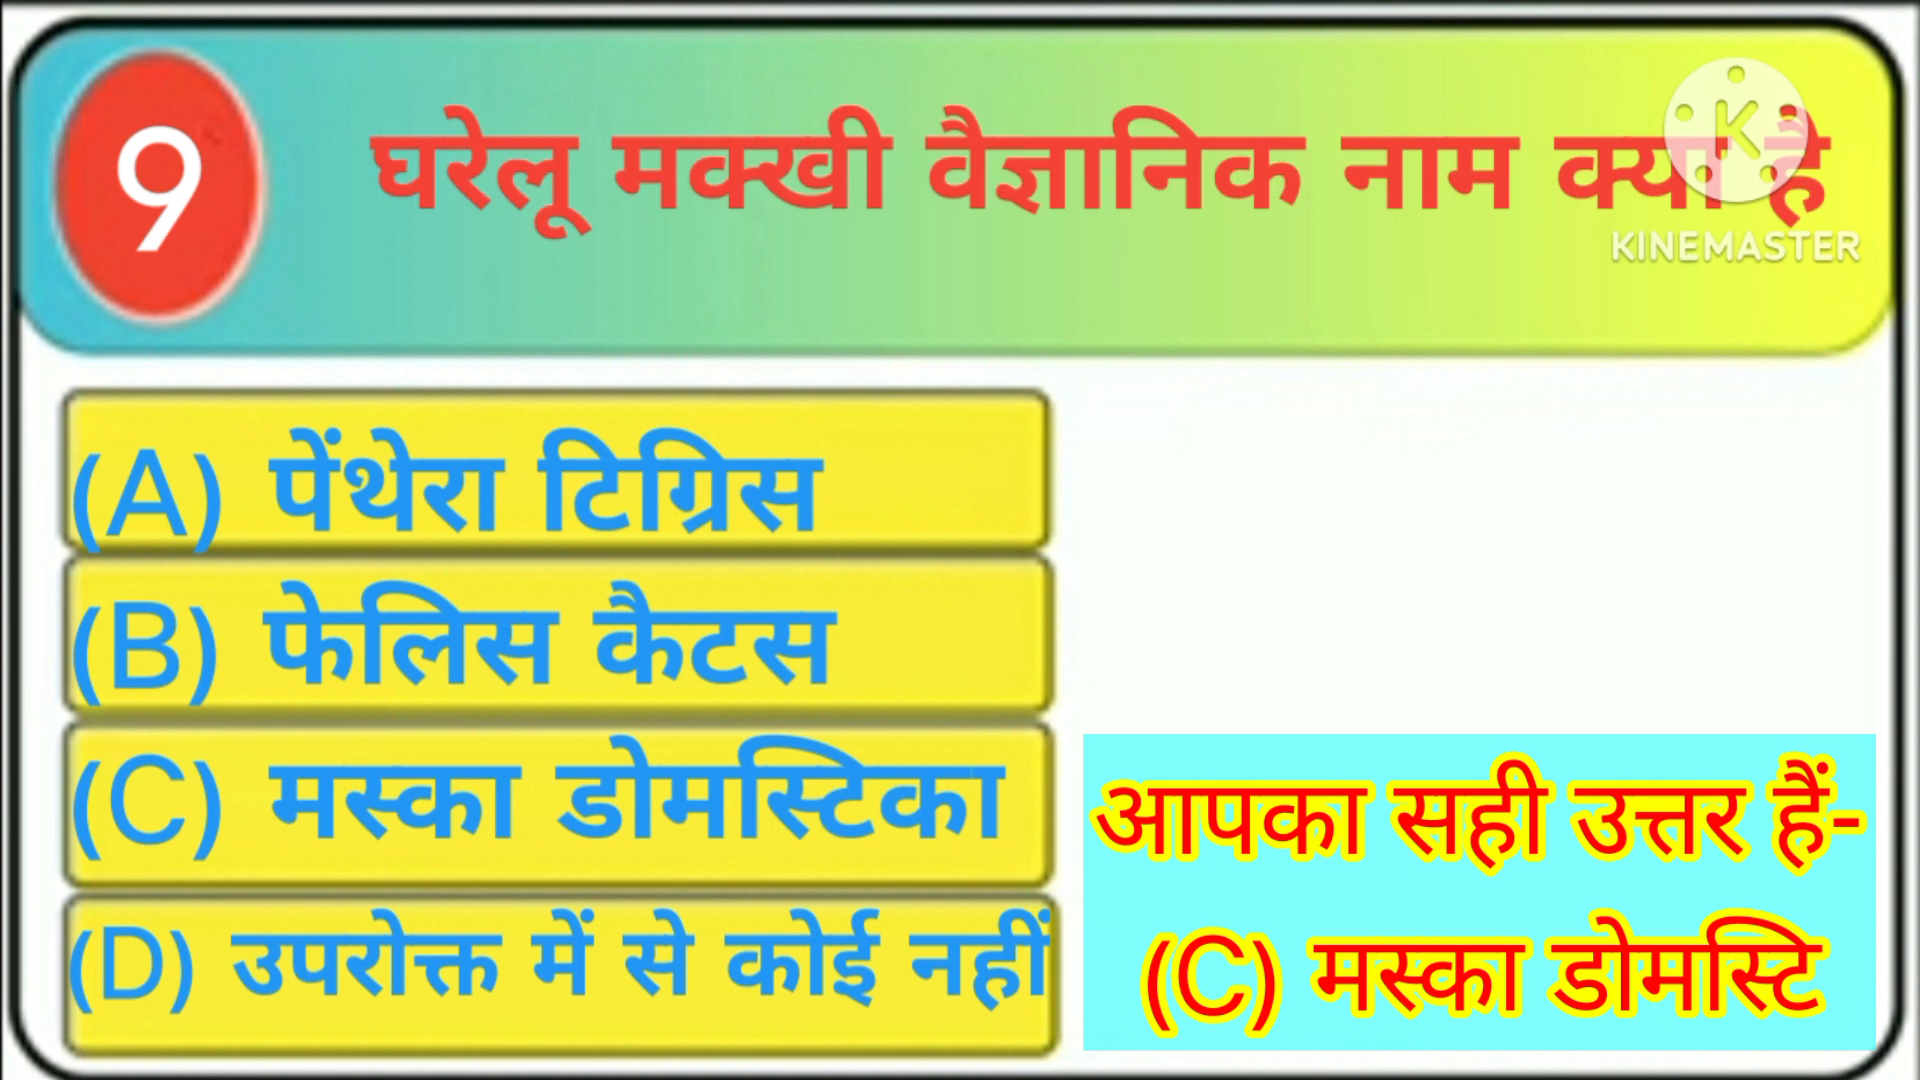 9
घरेलू मक्खी वैज्ञानिक नाम क्या है
K
KINEMASTER
(A) पेंथेरा टिग्रिस
(B) फेलिस कैटस
(C) मस्का डोमस्टिका
(D) उपरोक्त में से कोई नहीं
आपका सही उत्तर हैं-
(C) मस्का डोमस्टि